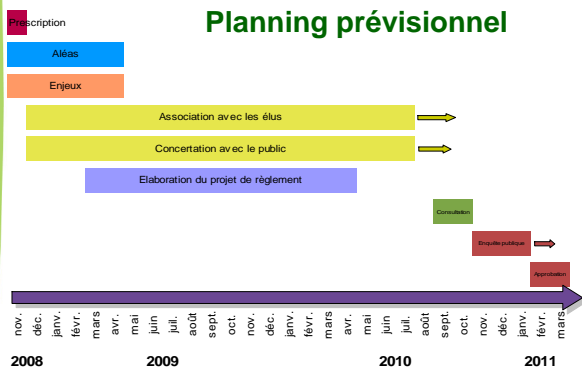 Planning prévisionnel
Prescription
Aléas
Enjeux
Association avec les élus
Concertation avec le public
Elaboration du projet de règlement
Consultation
Enquête publique
Approbation
nov. déc. janv. févr. mars avr. mai juin juil. août sept. oct. nov. déc. janv. févr. mars avr. mai juin juil. août sept. oct. nov. déc. janv. févr. mars
2008 2009 2010 2011